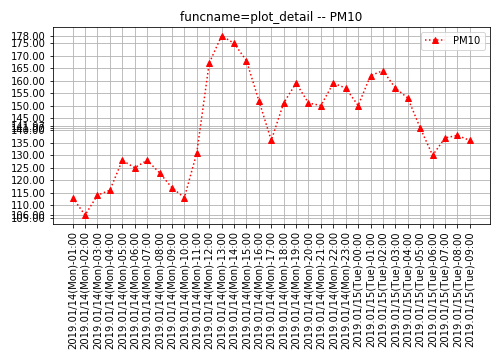 funcname=plot_detail -- PM10
PM10
178.00
175.00
170.00
165.00
160.00
155.00
150.00
145.00
140.00
135.00
130.00
125.00
120.00
115.00
110.00
106.00
105.00
2019.01/14(Mon)-01:00
2019.01/14(Mon)-02:00
2019.01/14(Mon)-03:00
2019.01/14(Mon)-04:00
2019.01/14(Mon)-05:00
2019.01/14(Mon)-06:00
2019.01/14(Mon)-07:00
2019.01/14(Mon)-08:00
2019.01/14(Mon)-09:00
2019.01/14(Mon)-10:00
2019.01/14(Mon)-11:00
2019.01/14(Mon)-12:00
2019.01/14(Mon)-13:00
2019.01/14(Mon)-14:00
2019.01/14(Mon)-15:00
2019.01/14(Mon)-16:00
2019.01/14(Mon)-17:00
2019.01/14(Mon)-18:00
2019.01/14(Mon)-19:00
2019.01/14(Mon)-20:00
2019.01/14(Mon)-21:00
2019.01/14(Mon)-22:00
2019.01/14(Mon)-23:00
2019.01/15(Tue)-00:00
2019.01/15(Tue)-01:00
2019.01/15(Tue)-02:00
2019.01/15(Tue)-03:00
2019.01/15(Tue)-04:00
2019.01/15(Tue)-05:00
2019.01/15(Tue)-06:00
2019.01/15(Tue)-07:00
2019.01/15(Tue)-08:00
2019.01/15(Tue)-09:00